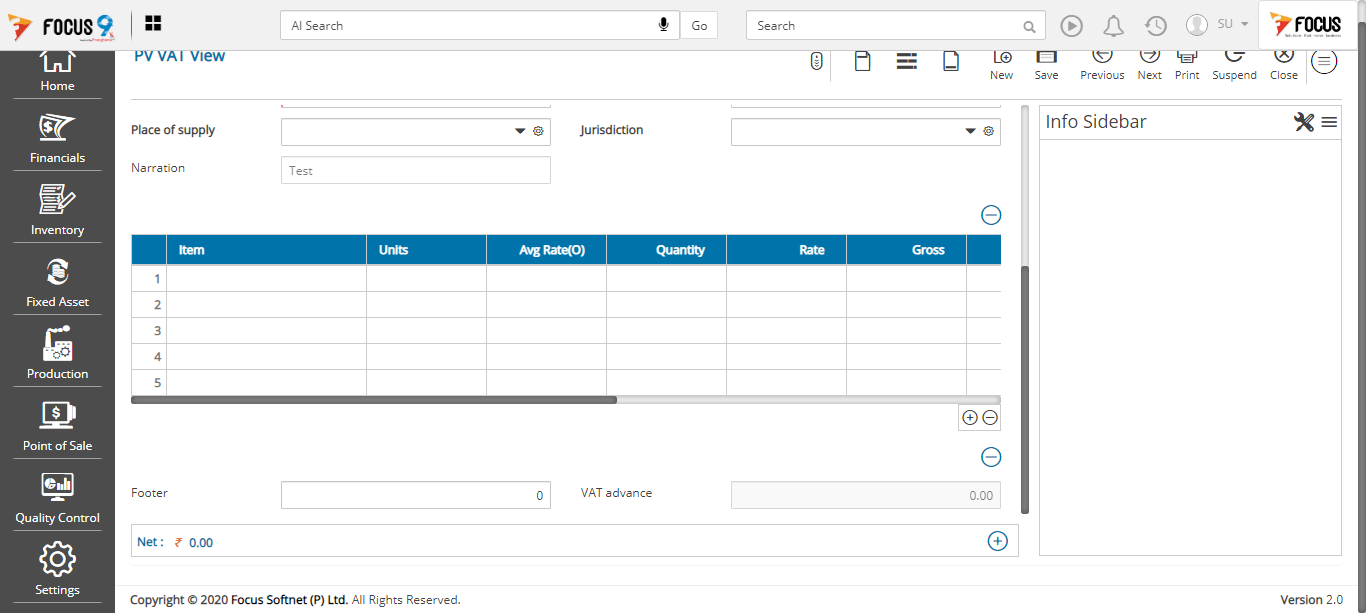 FOCUS 9
AI Search
Go
Search
SU
FOCUS
PV VAT View
New
Save
Previous
Next
Print
Suspend
Close
Home
Financials
Inventory
Fixed Asset
Production
Point of Sale
Quality Control
Settings
Place of supply
Jurisdiction
Narration
Test
Item Units Avg Rate(O) Quantity Rate Gross
1
2
3
4
5
Footer
0
VAT advance
0.00
Net : ₹ 0.00
Info Sidebar
Copyright © 2020 Focus Softnet (P) Ltd. All Rights Reserved.
Version 2.0